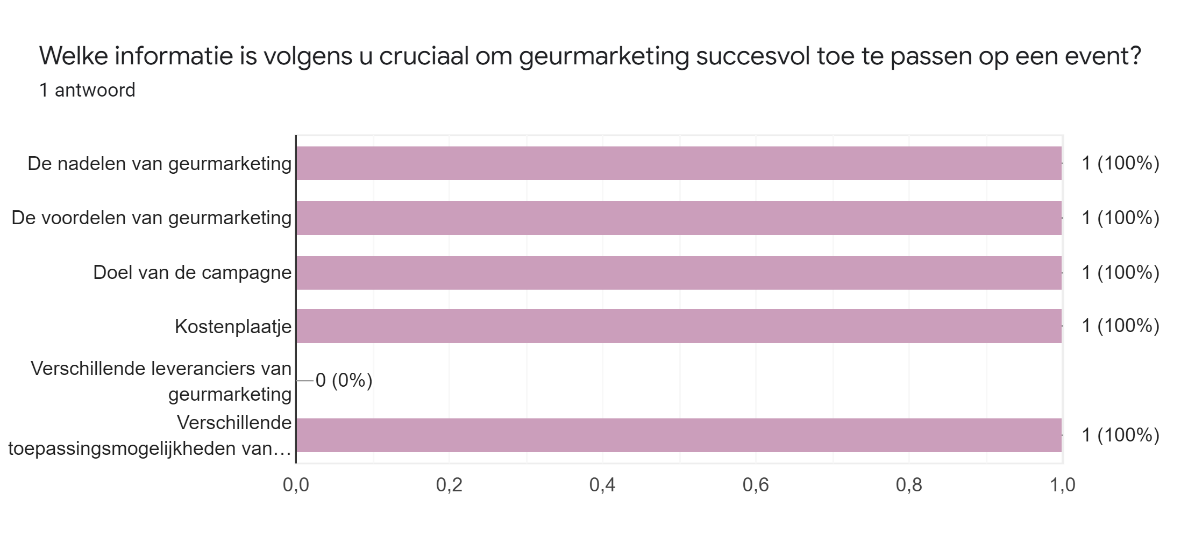 Welke informatie is volgens u cruciaal om geurmarketing succesvol toe te passen op een event?
1 antwoord
De nadelen van geurmarketing
1 (100%)
De voordelen van geurmarketing
1 (100%)
Doel van de campagne
1 (100%)
Kostenplaatje
1 (100%)
Verschillende leveranciers van
geurmarketing
0 (0%)
Verschillende
toepassingsmogelijkheden van…
1 (100%)
0,0 0,2 0,4 0,6 0,8 1,0